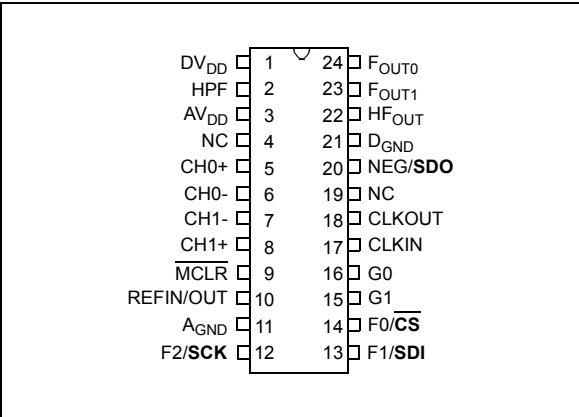 DVDD 1 24 FOUT0
HPF 2 23 FOUT1
AVDD 3 22 HFOUT
NC 4 21 DGND
CH0+ 5 20 NEG/SDO
CH0- 6 19 NC
CH1- 7 18 CLKOUT
CH1+ 8 17 CLKIN
MCLR 9 16 G0
REFIN/OUT 10 15 G1
AGND 11 14 F0/CS
F2/SCK 12 13 F1/SDI